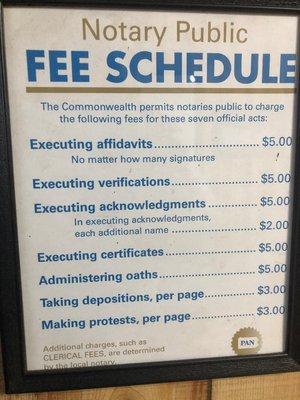 Notary Public
FEE SCHEDULE
The Commonwealth permits notaries public to charge
the following fees for these seven official acts:
Executing affidavits............................$5.00
No matter how many signatures
Executing verifications.......................$5.00
Executing acknowledgments...............$5.00
In executing acknowledgments,
each additional name.......................$2.00
Executing certificates.........................$5.00
Administering oaths............................$5.00
Taking depositions, per page..............$3.00
Making protests, per page..................$3.00
Additional charges, such as
CLERICAL FEES, are determined
by the local notary.
PAN